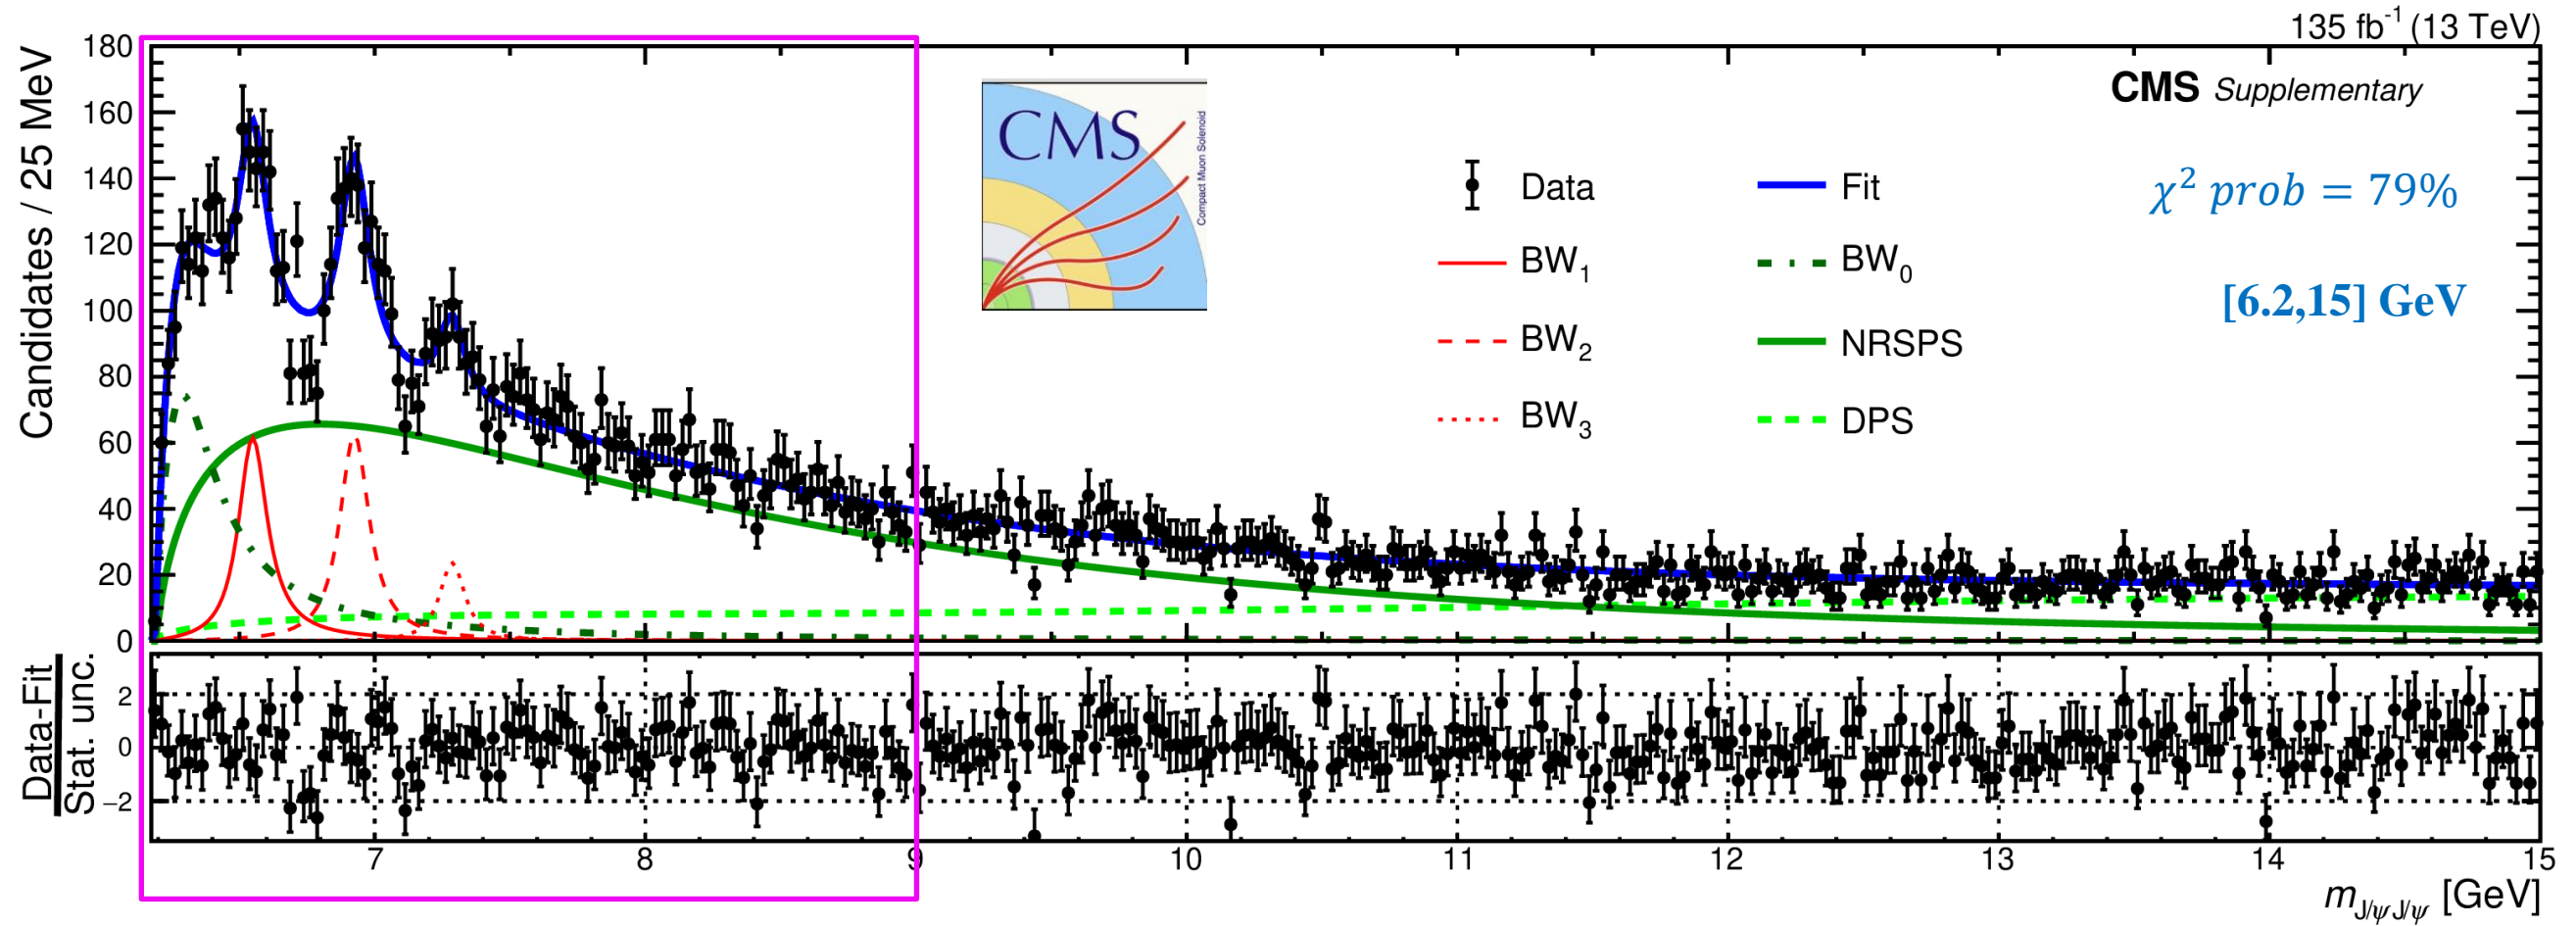 135 fb⁻¹ (13 TeV)
Candidates / 25 MeV
180
160
140
120
100
80
60
40
20
0
CMS
Compact Muon Solenoid
CMS Supplementary
Data
BW₁
BW₂
BW₃
Fit
BW₀
NRSPS
DPS
χ² prob = 79%
[6.2,15] GeV
Data-Fit
Stat. unc.
2
0
−2
7 8 9 10 11 12 13 14 15
m_J/ψJ/ψ [GeV]